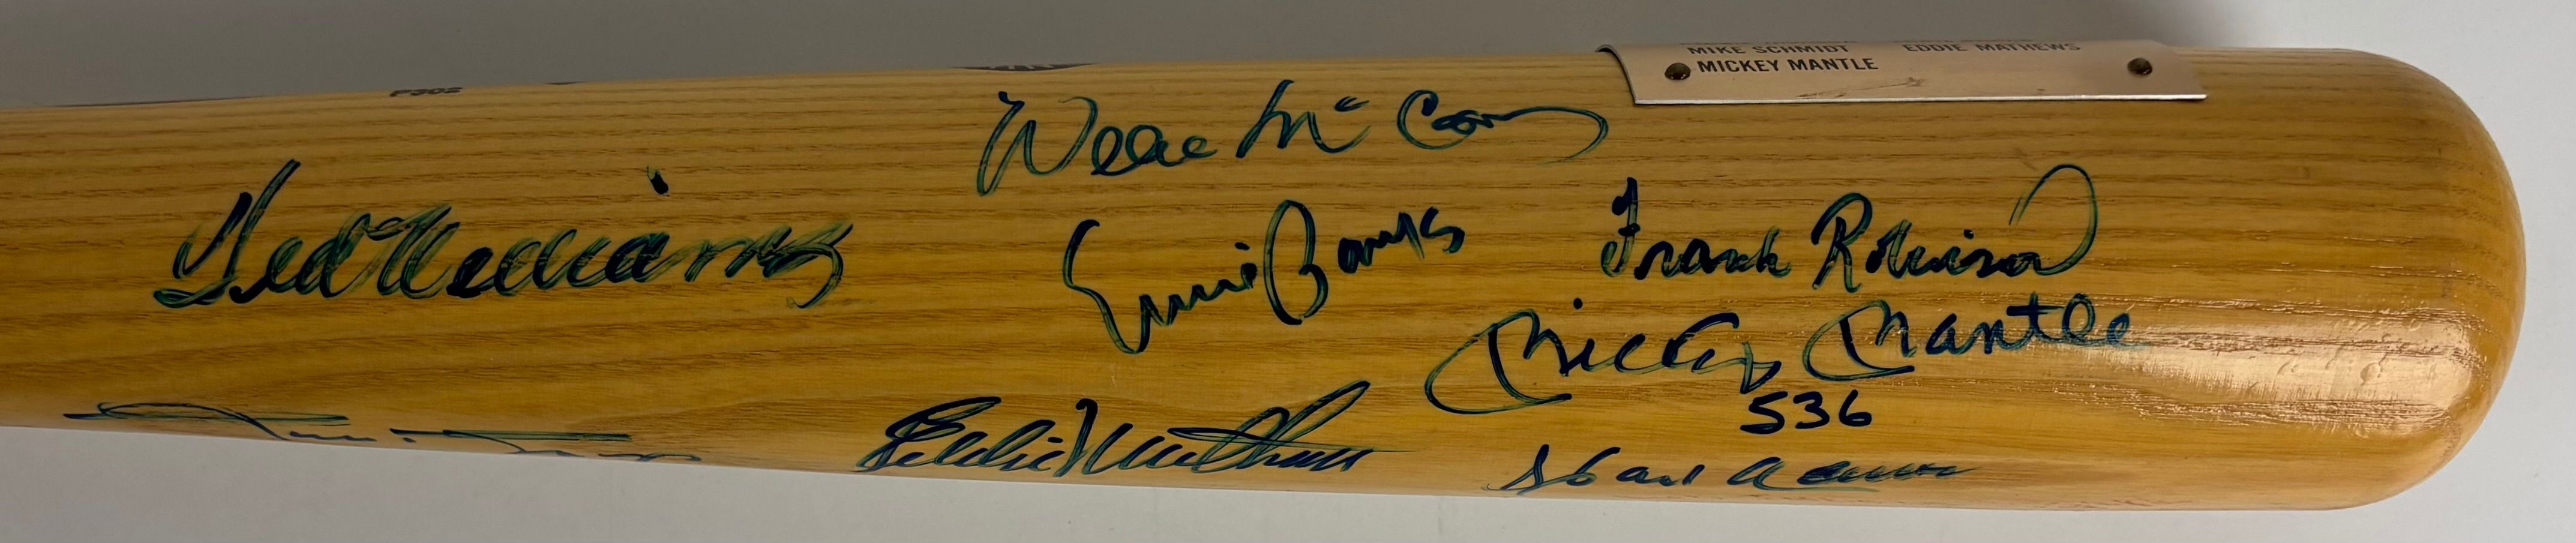 MIKE SCHMIDT EDDIE MATHEWS
MICKEY MANTLE
P302
Willie McCovey
Ted Williams
Ernie Banks
Frank Robinson
Mickey Mantle
536
Eddie Mathews
Hank Aaron